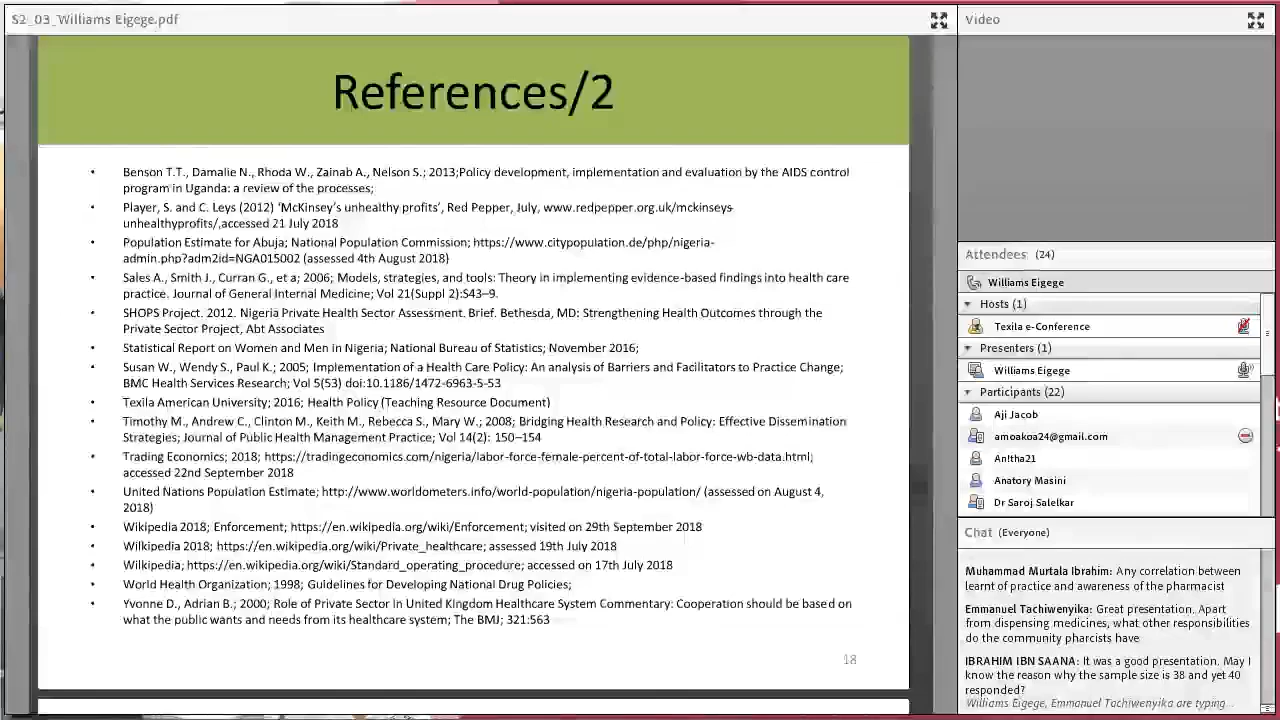 S2_03_Williams Eigege.pdf
References/2
• Benson T.T., Damalie N., Rhoda W., Zainab A., Nelson S.; 2013;Policy development, implementation and evaluation by the AIDS control
program in Uganda: a review of the processes;
• Player, S. and C. Leys (2012) ‘McKinsey’s unhealthy profits’, Red Pepper, July, www.redpepper.org.uk/mckinseys-
unhealthyprofits/,accessed 21 July 2018
• Population Estimate for Abuja; National Population Commission; https://www.citypopulation.de/php/nigeria-
admin.php?adm2id=NGA015002 (assessed 4th August 2018)
• Sales A., Smith J., Curran G., et a; 2006; Models, strategies, and tools: Theory in implementing evidence-based findings into health care
practice. Journal of General Internal Medicine; Vol 21(Suppl 2):S43–9.
• SHOPS Project. 2012. Nigeria Private Health Sector Assessment. Brief. Bethesda, MD: Strengthening Health Outcomes through the
Private Sector Project, Abt Associates
• Statistical Report on Women and Men in Nigeria; National Bureau of Statistics; November 2016;
• Susan W., Wendy S., Paul K.; 2005; Implementation of a Health Care Policy: An analysis of Barriers and Facilitators to Practice Change;
BMC Health Services Research; Vol 5(53) doi:10.1186/1472-6963-5-53
• Texila American University; 2016; Health Policy (Teaching Resource Document)
• Timothy M., Andrew C., Clinton M., Keith M., Rebecca S., Mary W.; 2008; Bridging Health Research and Policy: Effective Dissemination
Strategies; Journal of Public Health Management Practice; Vol 14(2): 150–154
• Trading Economics; 2018; https://tradingeconomics.com/nigeria/labor-force-female-percent-of-total-labor-force-wb-data.html;
accessed 22nd September 2018
• United Nations Population Estimate; http://www.worldometers.info/world-population/nigeria-population/ (assessed on August 4,
2018)
• Wikipedia 2018; Enforcement; https://en.wikipedia.org/wiki/Enforcement; visited on 29th September 2018
• Wilkipedia 2018; https://en.wikipedia.org/wiki/Private_healthcare; assessed 19th July 2018
• Wilkipedia; https://en.wikipedia.org/wiki/Standard_operating_procedure; accessed on 17th July 2018
• World Health Organization; 1998; Guidelines for Developing National Drug Policies;
• Yvonne D., Adrian B.; 2000; Role of Private Sector in United Kingdom Healthcare System Commentary: Cooperation should be based on
what the public wants and needs from its healthcare system; The BMJ; 321:563
18
Video
Attendees (24)
Williams Eigege
Hosts (1)
Texila e-Conference
Presenters (1)
Williams Eigege
Participants (22)
Aji Jacob
amoakoa24@gmail.com
Anitha21
Anatory Masini
Dr Saroj Salelkar
Chat (Everyone)
Muhammad Murtala Ibrahim: Any correlation between
learnt of practice and awareness of the pharmacist
Emmanuel Tachiwenyika: Great presentation. Apart
from dispensing medicines, what other responsibilities
do the community pharcists have
IBRAHIM IBN SAANA: It was a good presentation. May I
know the reason why the sample size is 38 and yet 40
responded?
Williams Eigege, Emmanuel Tachiwenyika are typing...